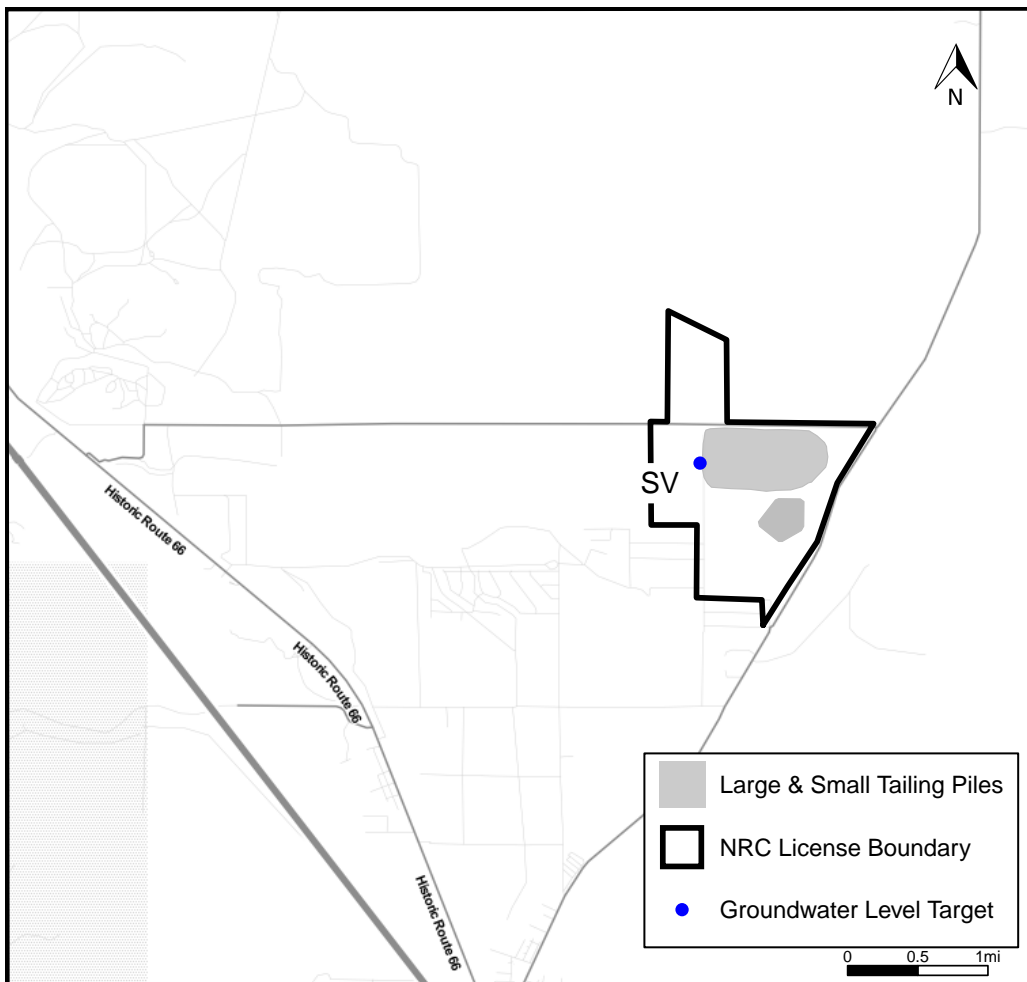 N
SV
Historic Route 66
Historic Route 66
Historic Route 66
Large & Small Tailing Piles
NRC License Boundary
Groundwater Level Target
0 0.5 1mi